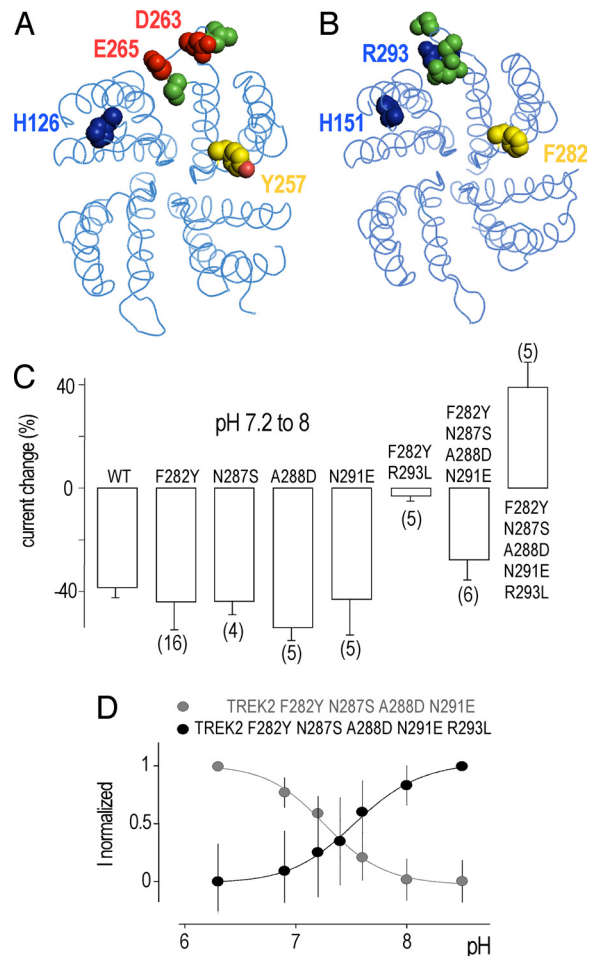 A
D263
E265
H126
Y257
B
R293
H151
F282
C
40
0
-40
current change (%)
pH 7.2 to 8
WT
F282Y
N287S
A288D
N291E
F282Y
R293L
F282Y
N287S
A288D
N291E
F282Y
N287S
A288D
N291E
R293L
(16)
(4)
(5)
(5)
(5)
(6)
(5)
D
TREK2 F282Y N287S A288D N291E
TREK2 F282Y N287S A288D N291E R293L
I normalized
1
0.5
0
6
7
8
pH